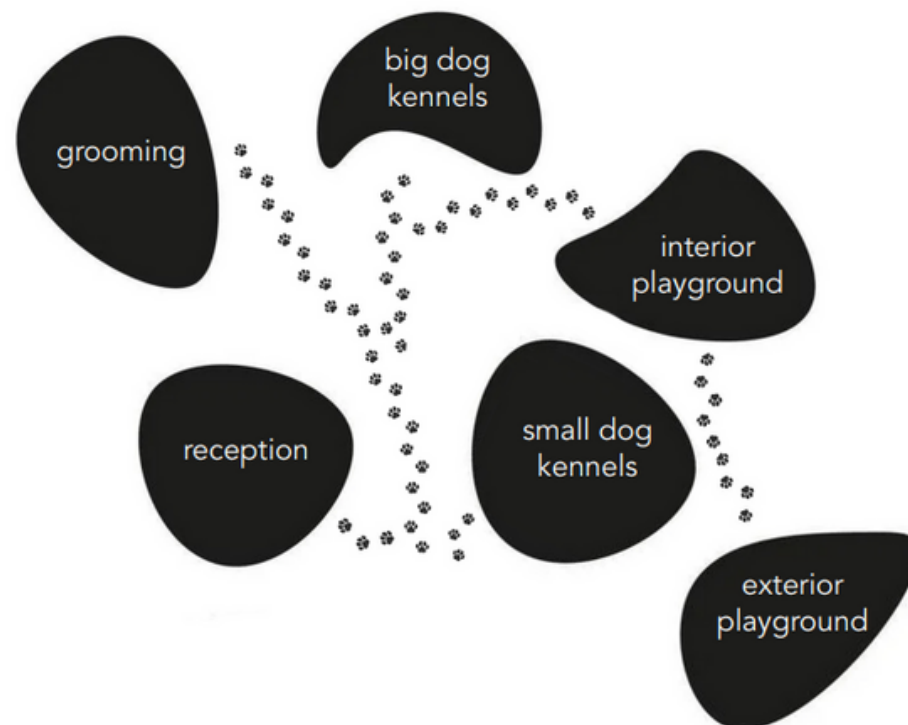 big dog
kennels
grooming
interior
playground
reception
small dog
kennels
exterior
playground